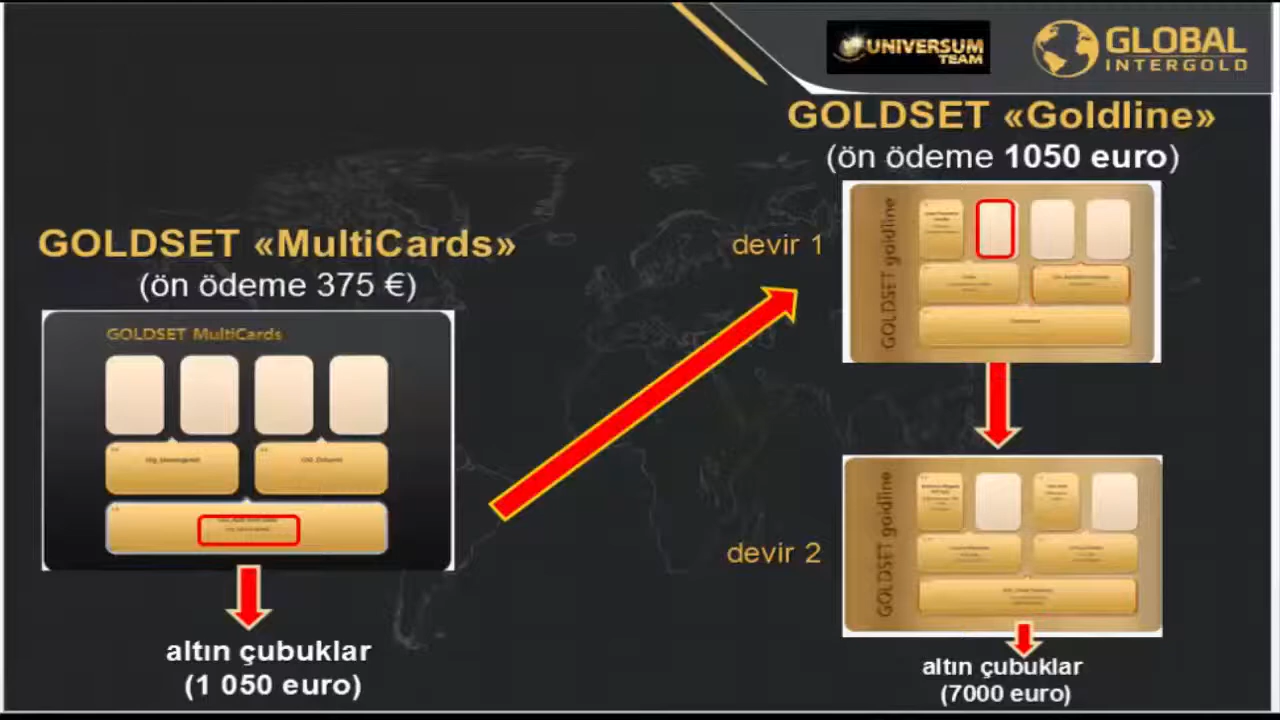 UNIVERSUM
TEAM
GLOBAL
INTERGOLD
GOLDSET «Goldline»
(ön ödeme 1050 euro)
GOLDSET «MultiCards»
(ön ödeme 375 €)
devir 1
GOLDSET goldline
GOLDSET MultiCards
devir 2
GOLDSET goldline
altın çubuklar
(1 050 euro)
altın çubuklar
(7000 euro)